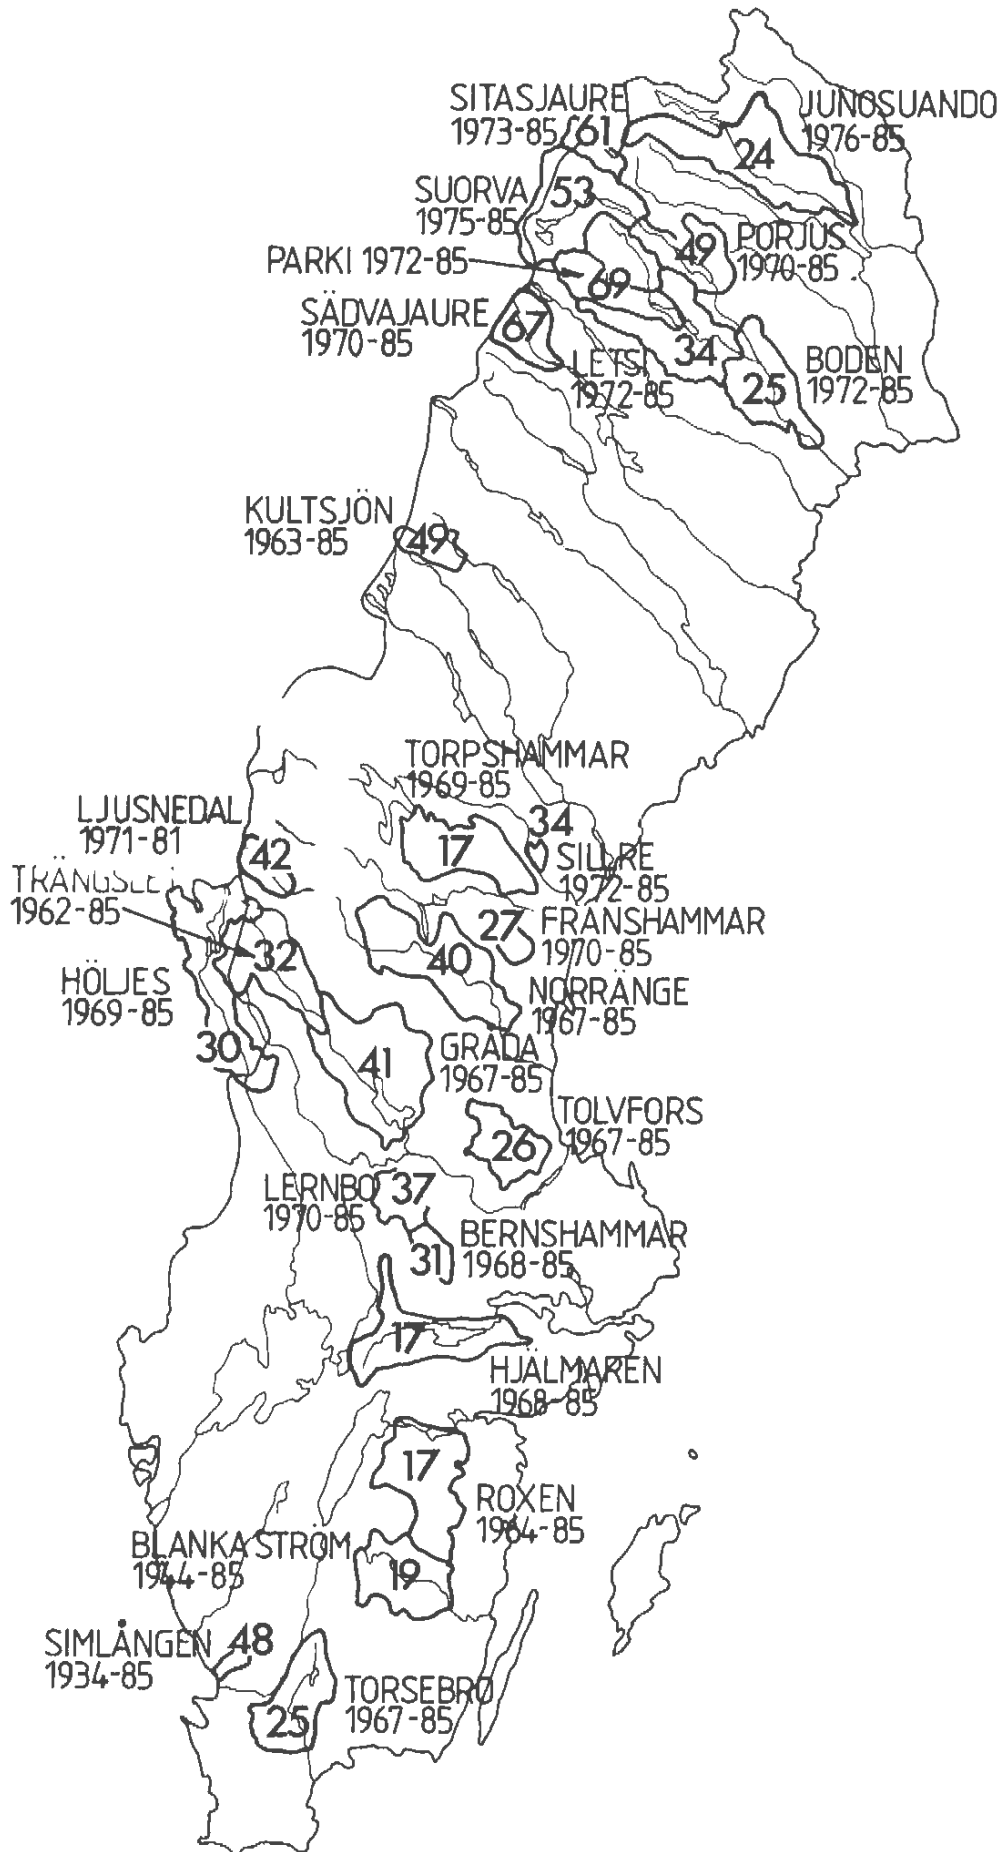 SITASJAURE
1973-85
61
JUNOSUANDO
1976-85
24
SUORVA
1975-85
53
PORJUS
1970-85
49
PARKI 1972-85
69
SÄDVAJAURE
1970-85
67
LETSI
1972-85
34
BODEN
1972-85
25
KULTSJÖN
1963-85
49
TORPSHAMMAR
1969-85
17
LJUSNEDAL
1971-81
42
34
SILLRE
1972-85
TRÄNGSLET
1962-85
32
27
FRANSHAMMAR
1970-85
40
NORRÄNGE
1967-85
HÖLJES
1969-85
30
GRÅDA
1967-85
41
TOLVFORS
1967-85
26
LERNBO
1970-85
37
BERNSHAMMAR
1968-85
31
17
HJÄLMAREN
1968-85
17
ROXEN
1964-85
BLANKASTRÖM
1944-85
19
SIMLÅNGEN
1934-85
48
TORSEBRO
1967-85
25